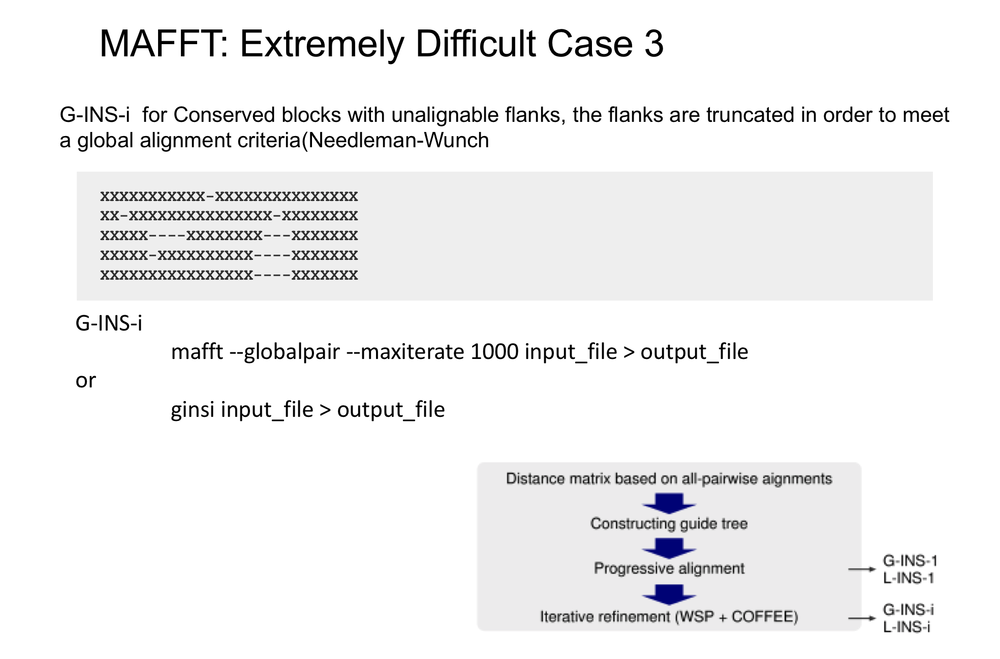 MAFFT: Extremely Difficult Case 3
G-INS-i  for Conserved blocks with unalignable flanks, the flanks are truncated in order to meet
a global alignment criteria(Needleman-Wunch
xxxxxxxxxxx-xxxxxxxxxxxxxxx
xx-xxxxxxxxxxxxxxx-xxxxxxxx
xxxxx----xxxxxxxx---xxxxxxx
xxxxx-xxxxxxxxxx----xxxxxxx
xxxxxxxxxxxxxxxx----xxxxxxx
G-INS-i
mafft --globalpair --maxiterate 1000 input_file > output_file
or
ginsi input_file > output_file
Distance matrix based on all-pairwise aignments
Constructing guide tree
Progressive alignment
G-INS-1
L-INS-1
Iterative refinement (WSP + COFFEE)
G-INS-i
L-INS-i